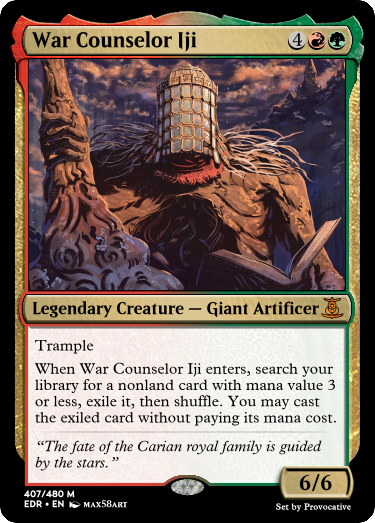 War Counselor Iji 4
Legendary Creature — Giant Artificer
Trample
When War Counselor Iji enters, search your
library for a nonland card with mana value 3
or less, exile it, then shuffle. You may cast
the exiled card without paying its mana cost.
“The fate of the Carian royal family is guided
by the stars.”
6/6
407/480 M
EDR • EN MAX58ART
Set by Provocative